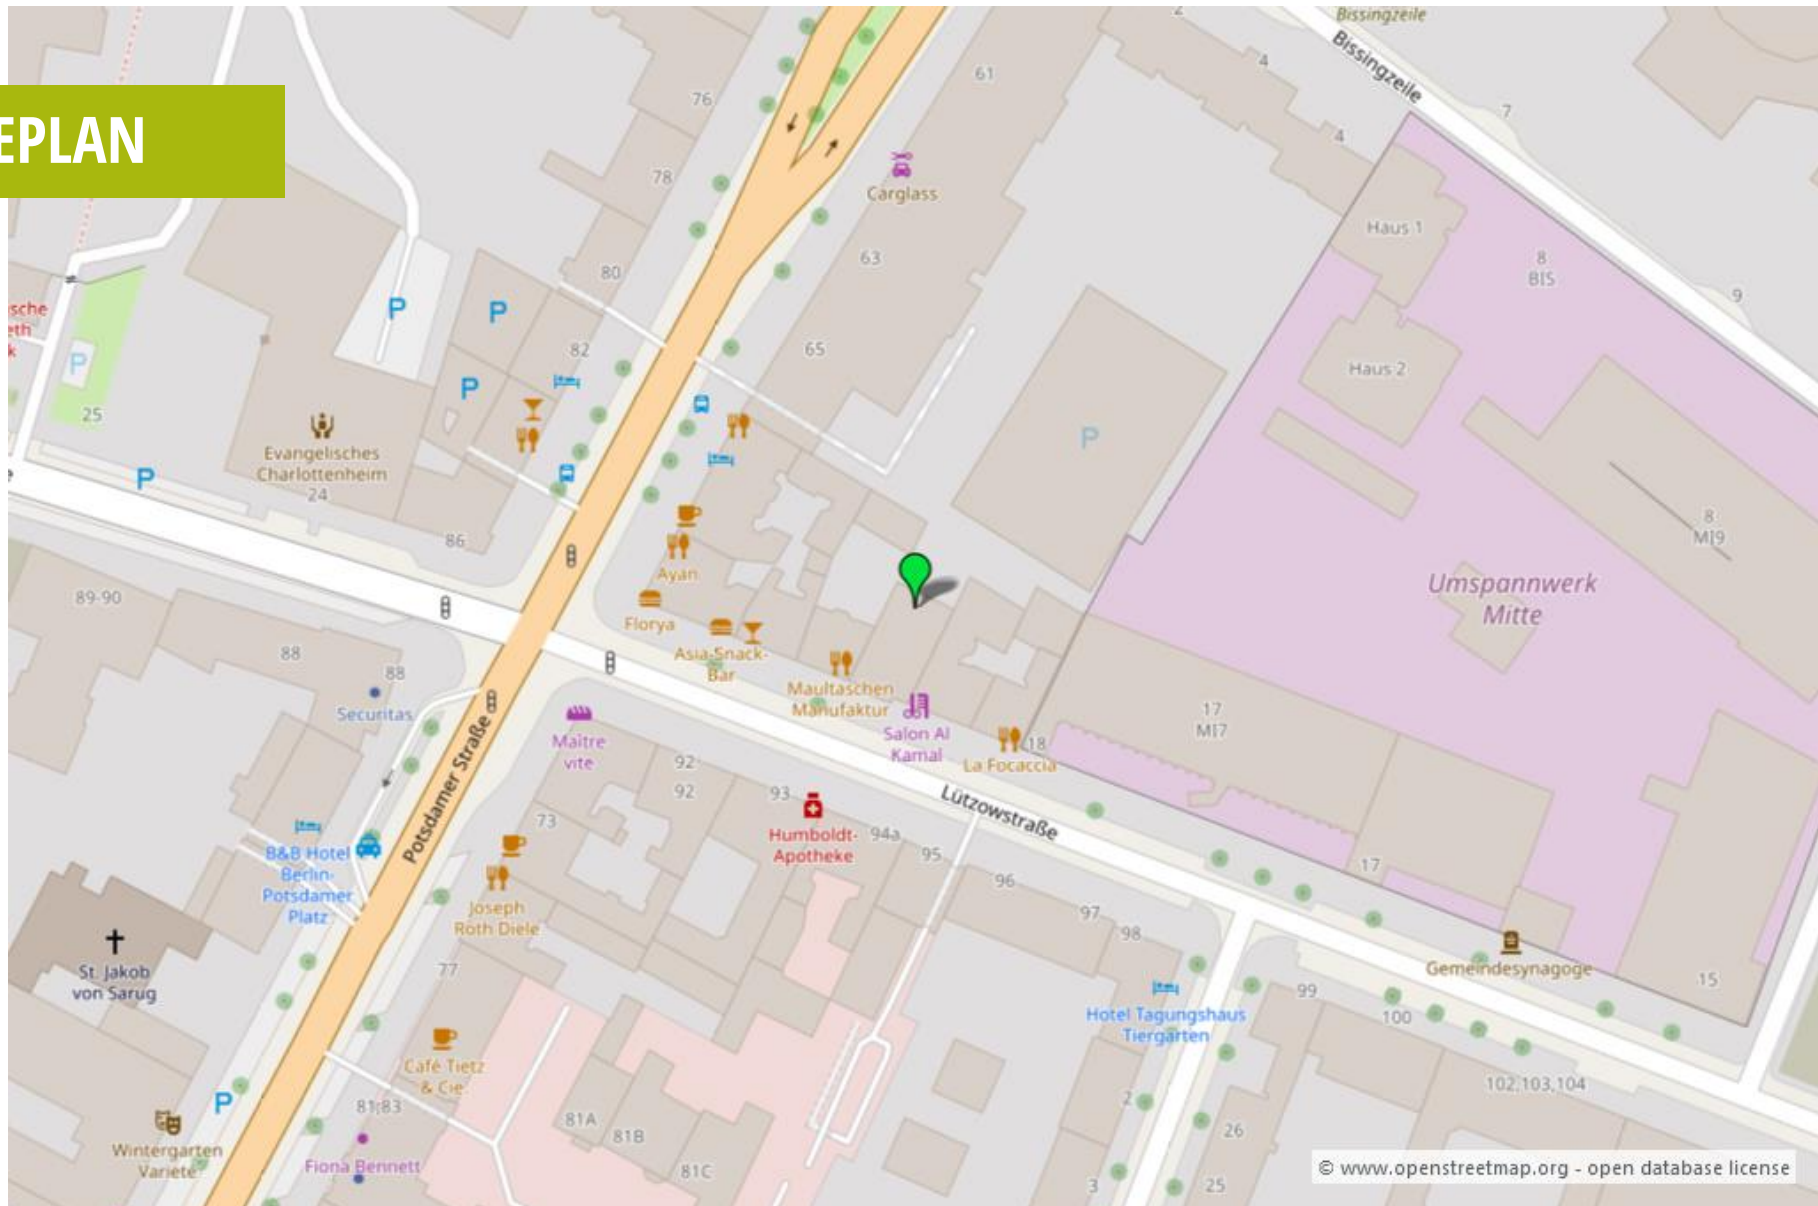 EPLAN
Bissingzeile
Bissingzeile
2
61
4
4
7
76
78
Carglass
Haus 1
8
BIS
9
63
80
65
82
Haus 2
sche
eth
k
P
P
P
P
P
25
Evangelisches
Charlottenheim
24
P
86
8
MI9
Umspannwerk
Mitte
Ayan
Florya
Asia-Snack-
Bar
Maultaschen
Manufaktur
Salon Al
Kamal
La Focaccia
18
17
MI7
89-90
88
88
Securitas
Potsdamer Straße
Maître
vite
92
92
93
94a
95
96
97
98
Lützowstraße
Humboldt-
Apotheke
73
17
B&B Hotel
Berlin-
Potsdamer
Platz
Joseph
Roth Diele
77
St. Jakob
von Sarug
Gemeindesynagoge
15
Hotel Tagungshaus
Tiergarten
99
100
102,103,104
Café Tietz
& Cie.
81;83
81A
81B
81C
P
Wintergarten
Varieté
Fiona Bennett
2
3
26
25
© www.openstreetmap.org - open database license